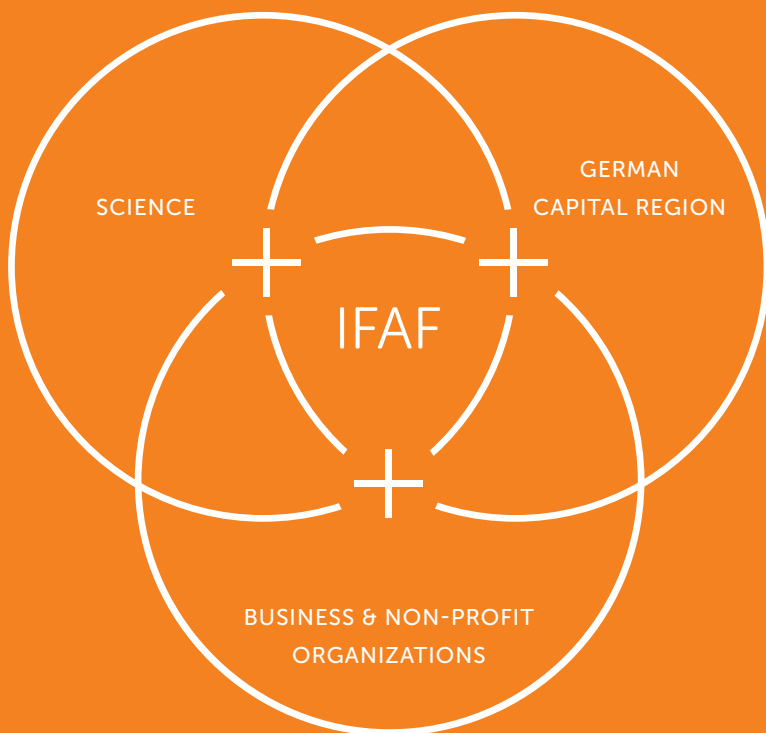 GERMAN
CAPITAL REGION
SCIENCE
IFAF
BUSINESS & NON-PROFIT
ORGANIZATIONS